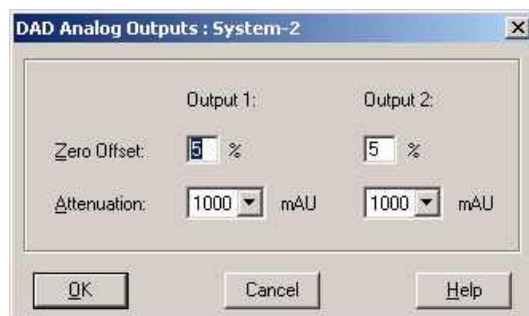 DAD Analog Outputs : System-2
Output 1: Output 2:
Zero Offset: 5 % 5 %
Attenuation: 1000 mAU 1000 mAU
OK Cancel Help